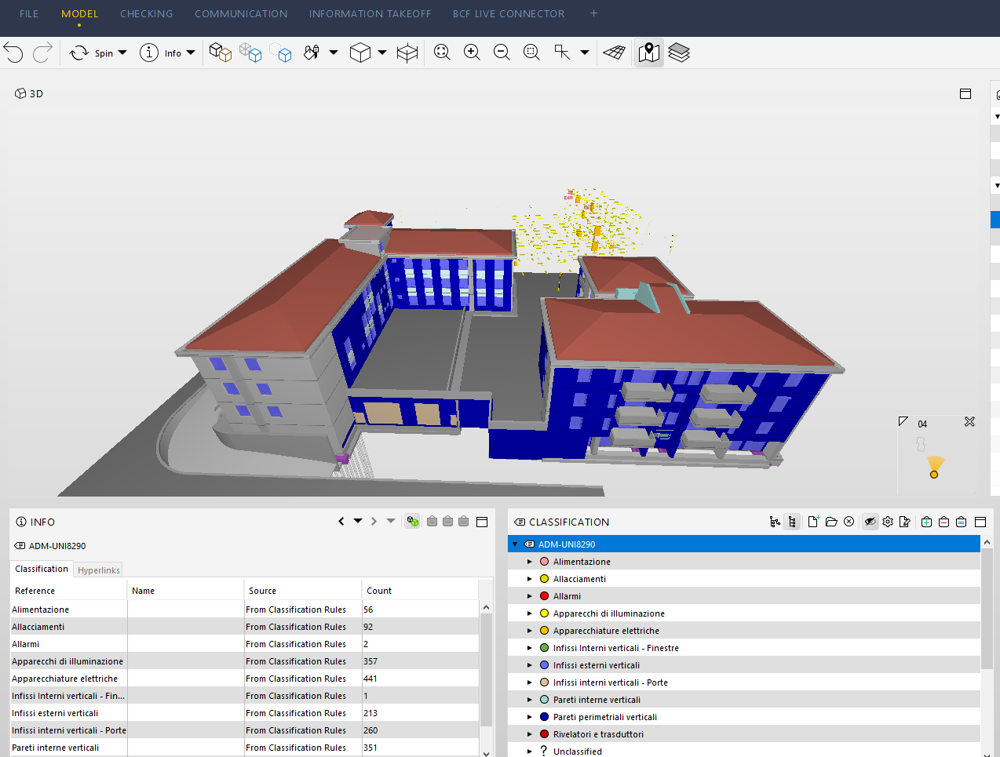 FILE MODEL CHECKING COMMUNICATION INFORMATION TAKEOFF BCF LIVE CONNECTOR +
Spin Info
3D
04
INFO
ADM-UNI8290
Classification Hyperlinks
Reference Name Source Count
Alimentazione From Classification Rules 56
Allacciamenti From Classification Rules 92
Allarmi From Classification Rules 2
Apparecchi di illuminazione From Classification Rules 357
Apparecchiature elettriche From Classification Rules 441
Infissi Interni verticali - Fin... From Classification Rules 1
Infissi esterni verticali From Classification Rules 213
Infissi interni verticali - Porte From Classification Rules 260
Pareti interne verticali From Classification Rules 351
CLASSIFICATION
ADM-UNI8290
Alimentazione
Allacciamenti
Allarmi
Apparecchi di illuminazione
Apparecchiature elettriche
Infissi Interni verticali - Finestre
Infissi esterni verticali
Infissi interni verticali - Porte
Pareti interne verticali
Pareti perimetriali verticali
Rivelatori e trasduttori
? Unclassified